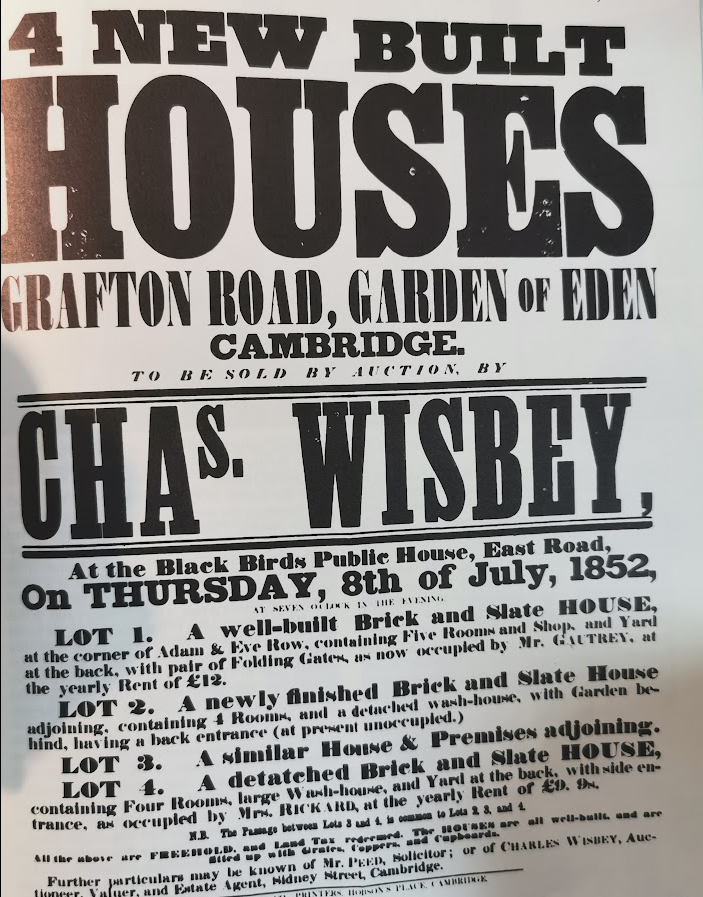 4 NEW BUILT
HOUSES
GRAFTON ROAD, GARDEN OF EDEN
CAMBRIDGE.
TO BE SOLD BY AUCTION, BY
CHAS. WISBEY,
At the Black Birds Public House, East Road,
On THURSDAY, 8th of July, 1852,
AT SEVEN O'CLOCK IN THE EVENING.
LOT 1. A well-built Brick and Slate HOUSE,
at the corner of Adam & Eve Row, containing Five Rooms and Shop, and Yard
at the back, with pair of Folding Gates, as now occupied by Mr. GAUTREY, at
the yearly Rent of £12.
LOT 2. A newly finished Brick and Slate House
adjoining, containing 4 Rooms, and a detached wash-house, with Garden be-
hind, having a back entrance (at present unoccupied.)
LOT 3. A similar House & Premises adjoining.
LOT 4. A detatched Brick and Slate HOUSE,
containing Four Rooms, large Wash-house, and Yard at the back, with side en-
trance, as occupied by Mrs. RICKARD, at the yearly Rent of £9. 9s.
N.B. The Passage between Lots 3 and 4, is common to Lots 2, 3, and 4.
All the above are FREEHOLD, and Land Tax redeemed. The HOUSES are all well-built, and are
fitted up with Grates, Coppers, and Cupboards.
Further particulars may be known of Mr. PEED, Solicitor; or of CHARLES WISBEY, Auc-
tioneer, Valuer, and Estate Agent, Sidney Street, Cambridge.
PRINTERS, HOBSON'S PLACE, CAMBRIDGE